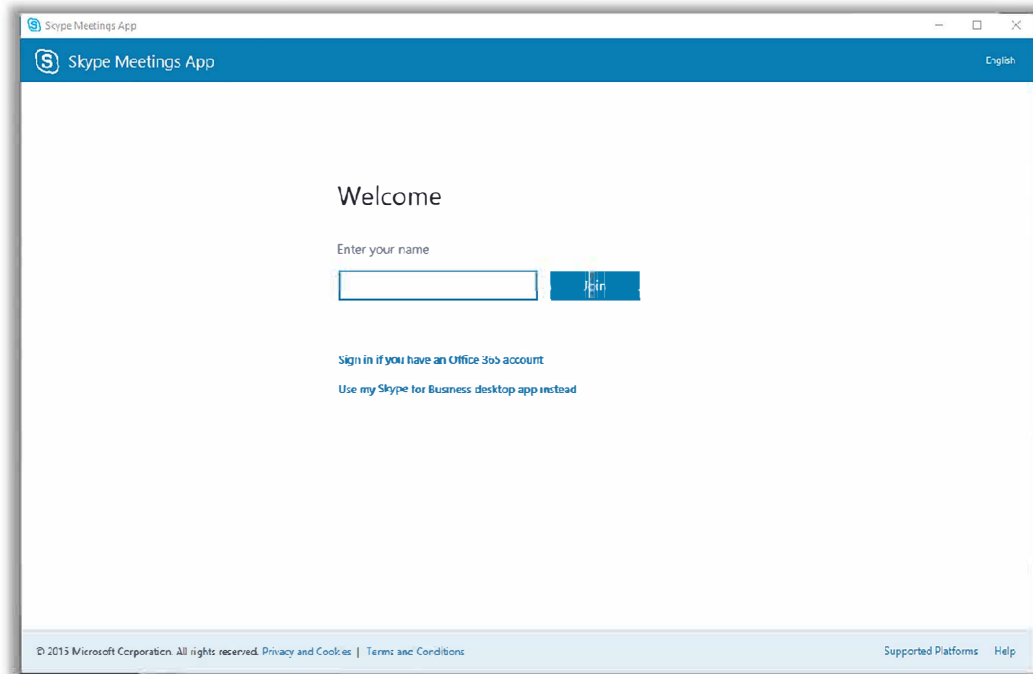 Skype Meetings App
Skype Meetings App
English
Welcome
Enter your name
Join
Sign in if you have an Office 365 account
Use my Skype for Business desktop app instead
© 2015 Microsoft Corporation. All rights reserved. Privacy and Cookies | Terms and Conditions Supported Platforms Help